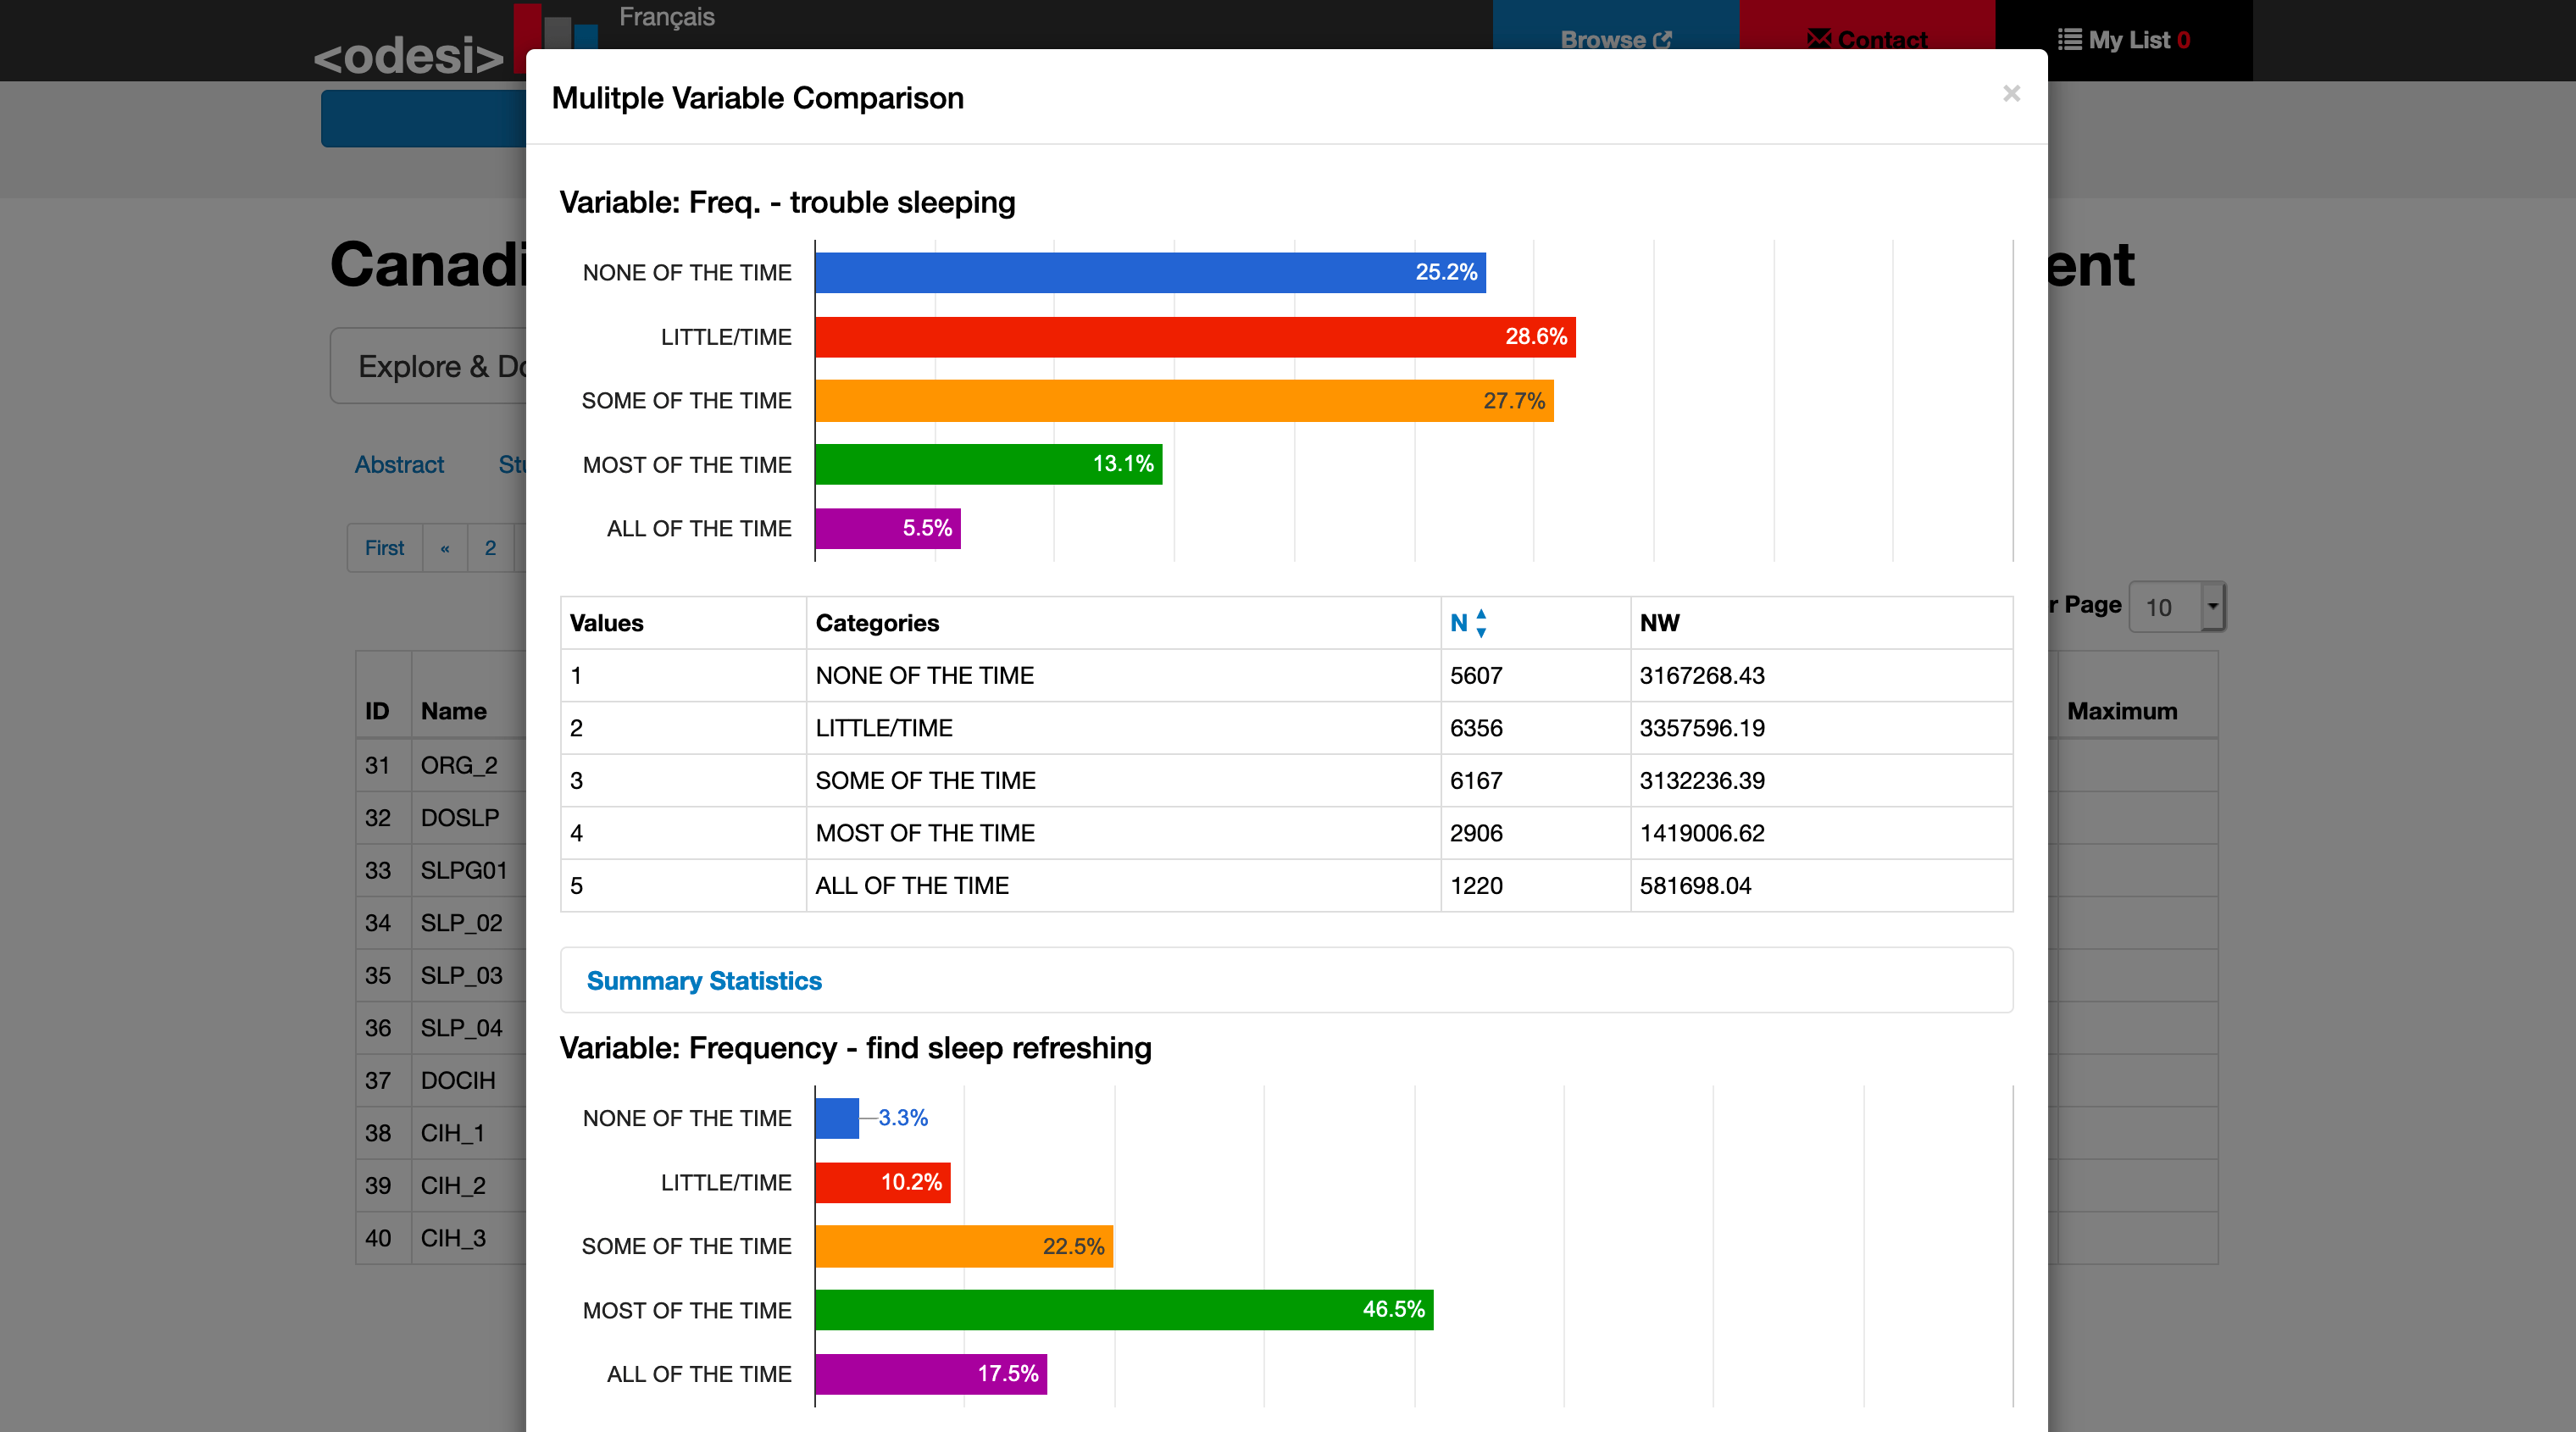 Français
<odesi>
Browse
Contact
My List 0
Mulitple Variable Comparison
×
Variable: Freq. - trouble sleeping
NONE OF THE TIME 25.2%
LITTLE/TIME 28.6%
SOME OF THE TIME 27.7%
MOST OF THE TIME 13.1%
ALL OF THE TIME 5.5%
Values Categories N NW
1 NONE OF THE TIME 5607 3167268.43
2 LITTLE/TIME 6356 3357596.19
3 SOME OF THE TIME 6167 3132236.39
4 MOST OF THE TIME 2906 1419006.62
5 ALL OF THE TIME 1220 581698.04
Summary Statistics
Variable: Frequency - find sleep refreshing
NONE OF THE TIME 3.3%
LITTLE/TIME 10.2%
SOME OF THE TIME 22.5%
MOST OF THE TIME 46.5%
ALL OF THE TIME 17.5%
Canadi
ent
Explore & Do
Abstract Stu
First « 2
r Page 10
ID Name Maximum
31 ORG_2
32 DOSLP
33 SLPG01
34 SLP_02
35 SLP_03
36 SLP_04
37 DOCIH
38 CIH_1
39 CIH_2
40 CIH_3